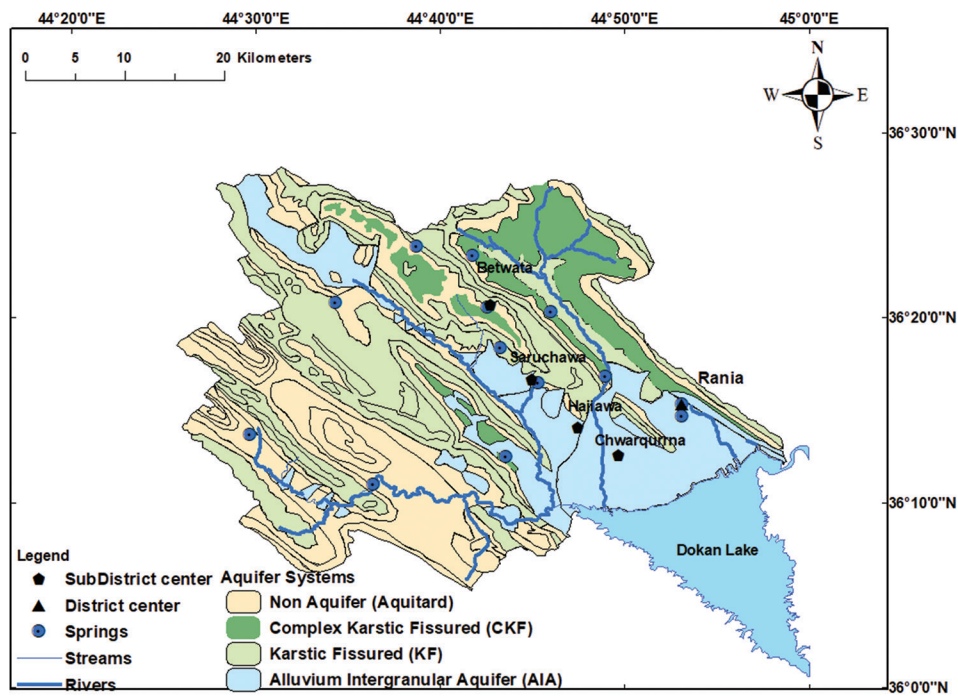 44°20'0"E 44°30'0"E 44°40'0"E 44°50'0"E 45°0'0"E
0 5 10 20 Kilometers
N
W E
S
36°30'0"N
Betwata
36°20'0"N
Saruchawa
Rania
Hajiawa
Chwarqurrna
36°10'0"N
Dokan Lake
Legend
SubDistrict center
District center
Springs
Streams
Rivers
Aquifer Systems
Non Aquifer (Aquitard)
Complex Karstic Fissured (CKF)
Karstic Fissured (KF)
Alluvium Intergranular Aquifer (AIA)
36°0'0"N